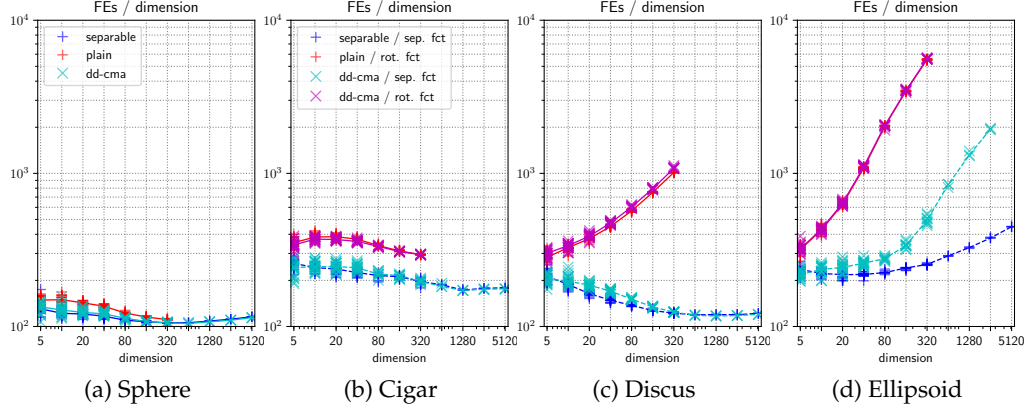 FEs / dimension
FEs / dimension
FEs / dimension
FEs / dimension
10^4
10^3
10^2
separable
plain
dd-cma
5
20
80
320
1280
5120
dimension
(a) Sphere
10^4
10^3
10^2
separable / sep. fct
plain / rot. fct
dd-cma / sep. fct
dd-cma / rot. fct
5
20
80
320
1280
5120
dimension
(b) Cigar
10^4
10^3
10^2
5
20
80
320
1280
5120
dimension
(c) Discus
10^4
10^3
10^2
5
20
80
320
1280
5120
dimension
(d) Ellipsoid